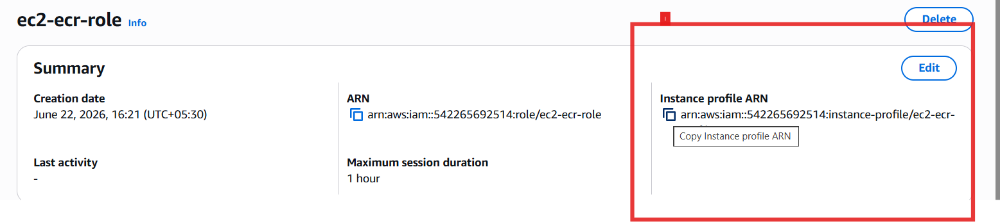 ec2-ecr-role Info
Delete
Summary
Edit
Creation date
June 22, 2026, 16:21 (UTC+05:30)
ARN
arn:aws:iam::542265692514:role/ec2-ecr-role
Instance profile ARN
arn:aws:iam::542265692514:instance-profile/ec2-ecr-
Copy Instance profile ARN
Last activity
-
Maximum session duration
1 hour